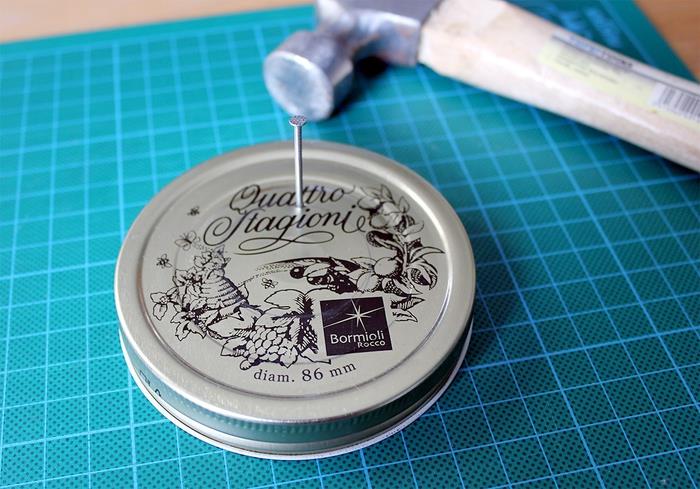 Quattro
Stagioni
Bormioli
Rocco
diam. 86 mm